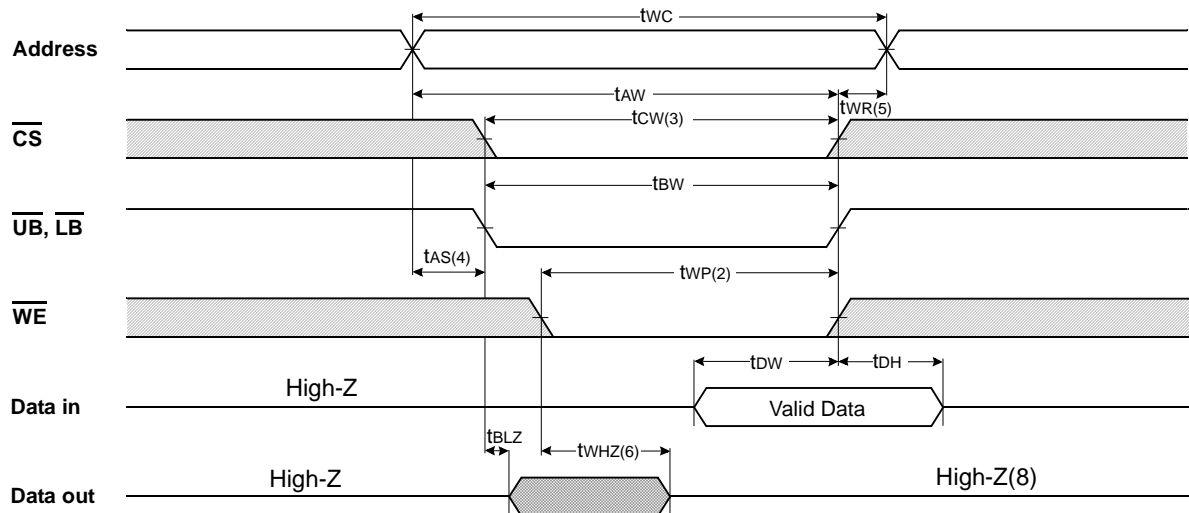 tWC
Address
tAW
tWR(5)
tCW(3)
CS
tBW
UB, LB
tAS(4)
tWP(2)
WE
tDW
tDH
High-Z
Data in
Valid Data
tBLZ
tWHZ(6)
High-Z
High-Z(8)
Data out